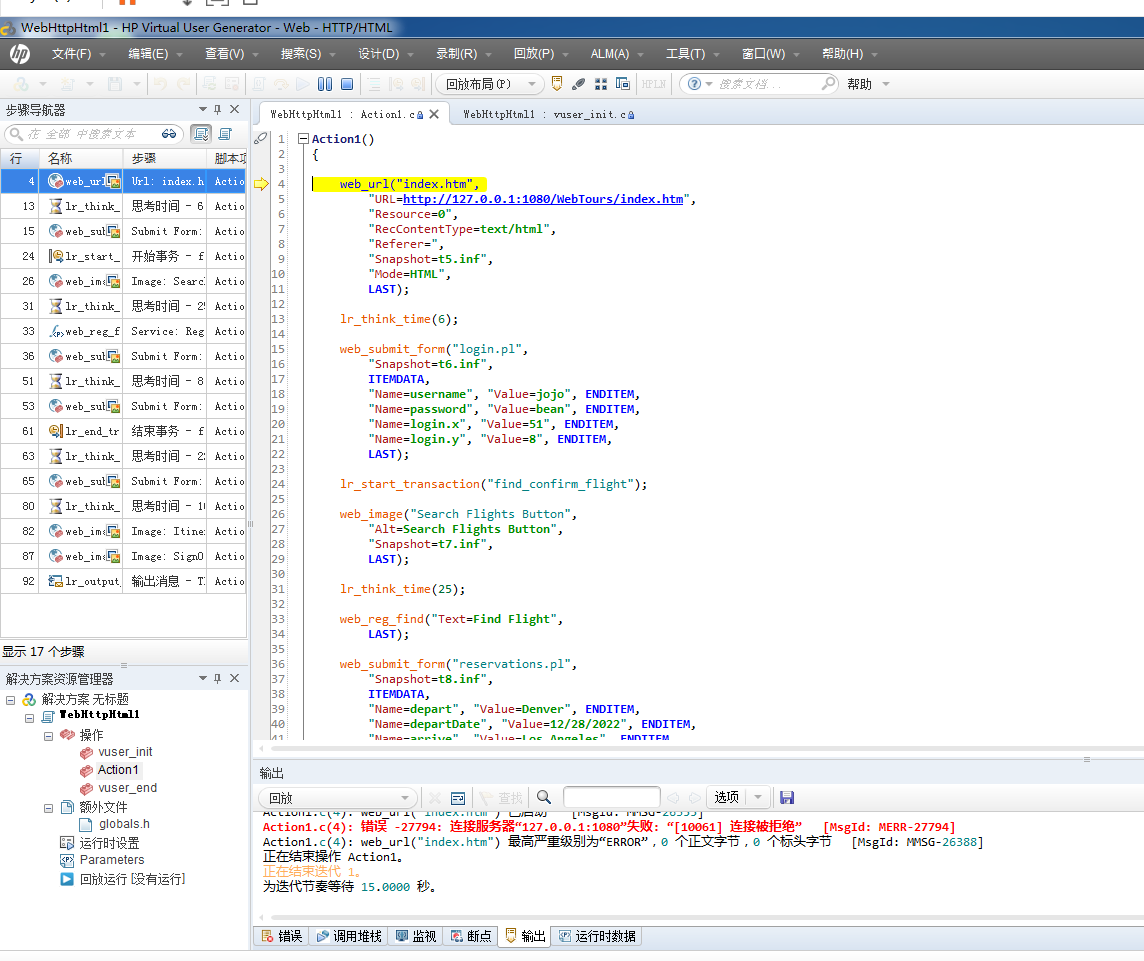 WebHttpHtml1 - HP Virtual User Generator - Web - HTTP/HTML
hp 文件(F) 编辑(E) 查看(V) 搜索(S) 设计(D) 录制(R) 回放(P) ALM(A) 工具(T) 窗口(W) 帮助(H)
回放布局(P) HPLN 搜索文档... 帮助
步骤导航器
在 全部 中搜索文本
行 名称 步骤 脚本项
4 web_url Url: index.h Actio
13 lr_think_ 思考时间 - 6 Actio
15 web_sub Submit Form: Actio
24 lr_start_ 开始事务 - f Actio
26 web_ima Image: Searc Actio
31 lr_think_ 思考时间 - 25 Actio
33 web_reg_f Service: Reg Actio
36 web_sub Submit Form: Actio
51 lr_think_ 思考时间 - 8 Actio
53 web_sub Submit Form: Actio
61 lr_end_tr 结束事务 - f Actio
63 lr_think_ 思考时间 - 22 Actio
65 web_sub Submit Form: Actio
80 lr_think_ 思考时间 - 10 Actio
82 web_ima Image: Itine Actio
87 web_ima Image: SignO Actio
92 lr_output_ 输出消息 - T Actio
显示 17 个步骤
解决方案资源管理器
解决方案 无标题
WebHttpHtml1
操作
vuser_init
Action1
vuser_end
额外文件
globals.h
运行时设置
Parameters
回放运行 [没有运行]
WebHttpHtml1 : Action1.c WebHttpHtml1 : vuser_init.c
1 Action1()
2 {
3
4 web_url("index.htm",
5 "URL=http://127.0.0.1:1080/WebTours/index.htm",
6 "Resource=0",
7 "RecContentType=text/html",
8 "Referer=",
9 "Snapshot=t5.inf",
10 "Mode=HTML",
11 LAST);
12
13 lr_think_time(6);
14
15 web_submit_form("login.pl",
16 "Snapshot=t6.inf",
17 ITEMDATA,
18 "Name=username", "Value=jojo", ENDITEM,
19 "Name=password", "Value=bean", ENDITEM,
20 "Name=login.x", "Value=51", ENDITEM,
21 "Name=login.y", "Value=8", ENDITEM,
22 LAST);
23
24 lr_start_transaction("find_confirm_flight");
25
26 web_image("Search Flights Button",
27 "Alt=Search Flights Button",
28 "Snapshot=t7.inf",
29 LAST);
30
31 lr_think_time(25);
32
33 web_reg_find("Text=Find Flight",
34 LAST);
35
36 web_submit_form("reservations.pl",
37 "Snapshot=t8.inf",
38 ITEMDATA,
39 "Name=depart", "Value=Denver", ENDITEM,
40 "Name=departDate", "Value=12/28/2022", ENDITEM,
41 "Name=arrive", "Value=Los Angeles", ENDITEM
输出
回放 查找 选项
Action1.c(4): web_url("index.htm") 已启动 [MsgId: MMSG-26355]
Action1.c(4): 错误 -27794: 连接服务器“127.0.0.1:1080”失败: “[10061] 连接被拒绝” [MsgId: MERR-27794]
Action1.c(4): web_url("index.htm") 最高严重级别为“ERROR”，0 个正文字节，0 个标头字节 [MsgId: MMSG-26388]
正在结束操作 Action1。
正在结束迭代 1。
为迭代节奏等待 15.0000 秒。
错误 调用堆栈 监视 断点 输出 运行时数据